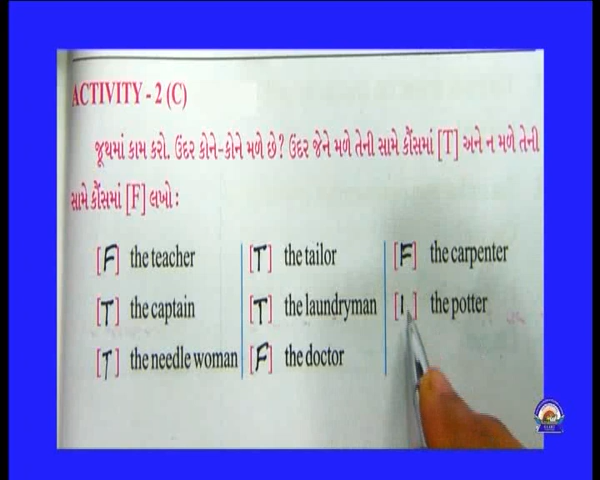 ACTIVITY - 2 (C)
જૂથમાં કામ કરો. ઉંદર કોને-કોને મળે છે? ઉંદર જેને મળે તેની સામે કૌંસમાં [T] અને ન મળે તેની
સામે કૌંસમાં [F] લખો :
[F] the teacher [T] the tailor [F] the carpenter
[T] the captain [T] the laundryman [I] the potter
[T] the needle woman [F] the doctor